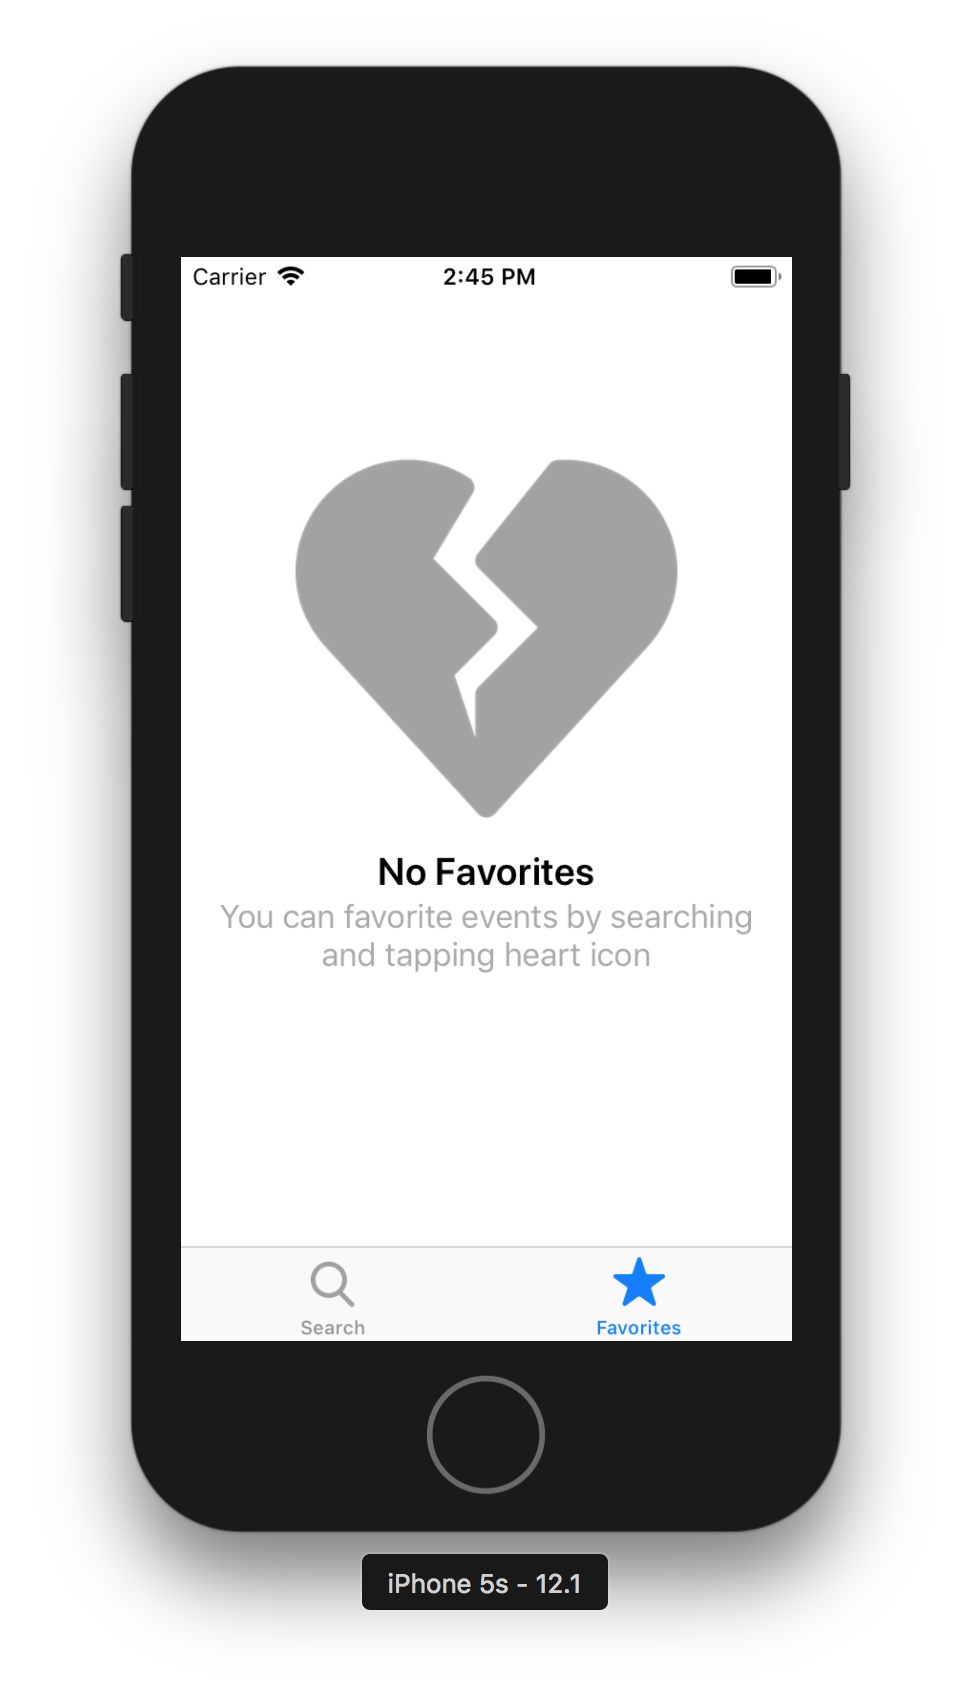 Carrier
2:45 PM
No Favorites
You can favorite events by searching
and tapping heart icon
Search
Favorites
iPhone 5s - 12.1